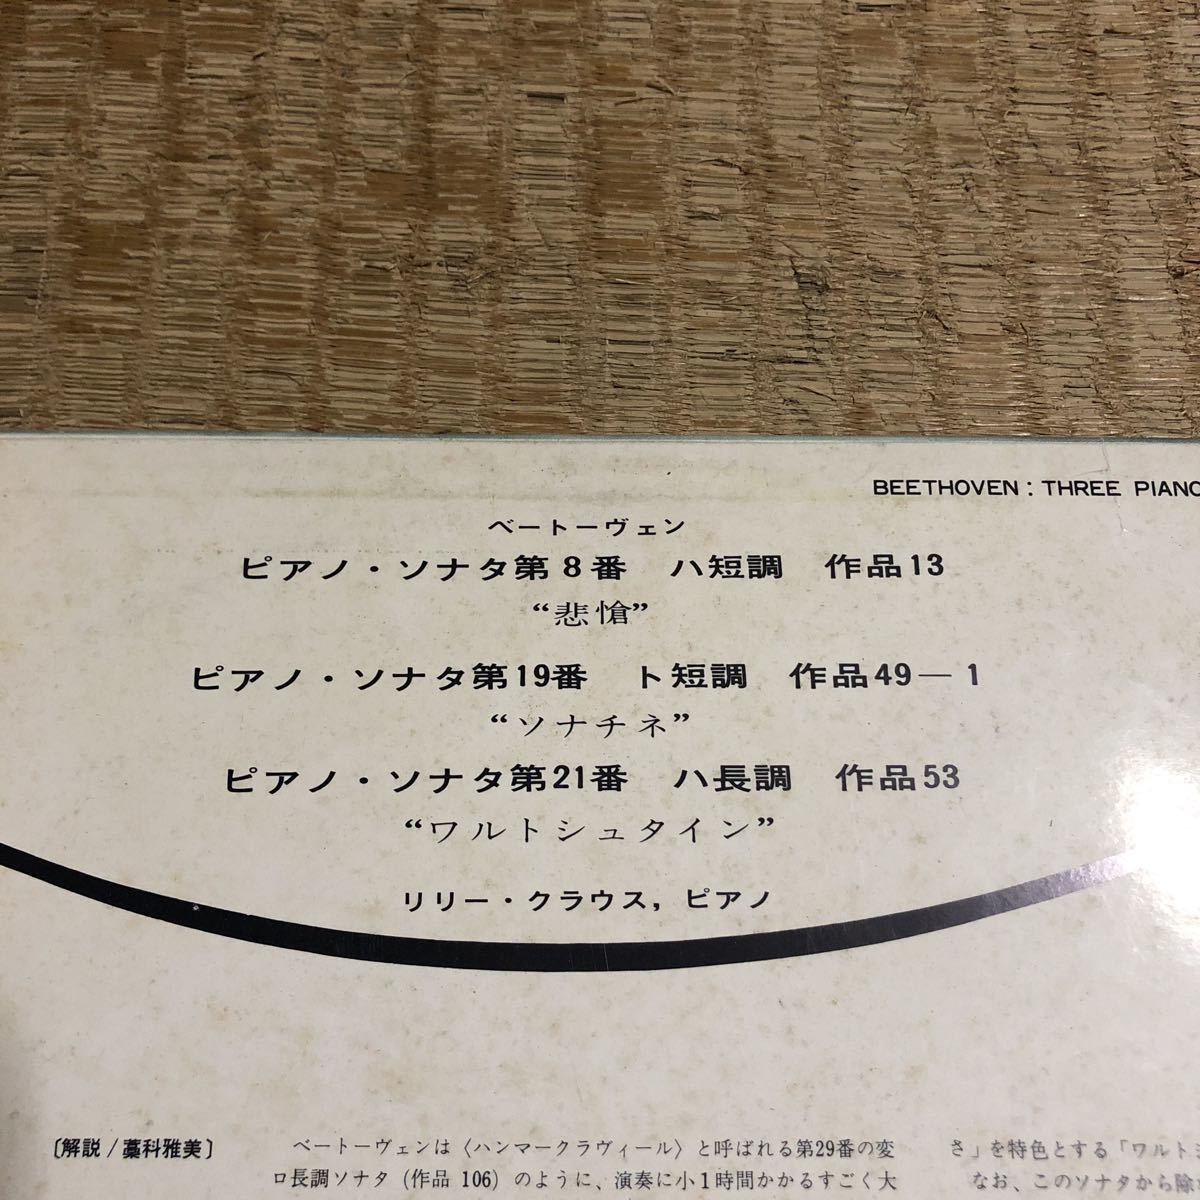 BEETHOVEN : THREE PIANO
ベートーヴェン
ピアノ・ソナタ第8番 ハ短調 作品13
“悲愴”
ピアノ・ソナタ第19番 ト短調 作品49—1
“ソナチネ”
ピアノ・ソナタ第21番 ハ長調 作品53
“ワルトシュタイン”
リリー・クラウス, ピアノ
〔解説/藁科雅美〕
ベートーヴェンは〈ハンマークラヴィール〉と呼ばれる第29番の変
ロ長調ソナタ(作品 106)のように、演奏に小1時間かかるすごく大
さ」を特色とする「ワルト
なお、このソナタから除